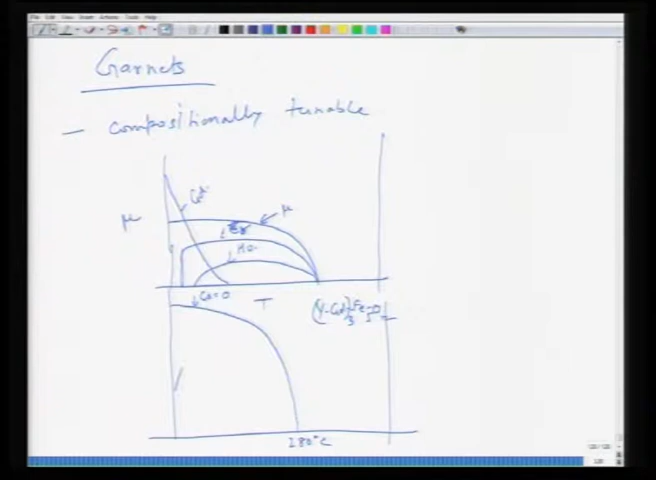 Garnets
— compositionally tunable
μ
Gd
μ
Ho
Gd=0
T
280°C